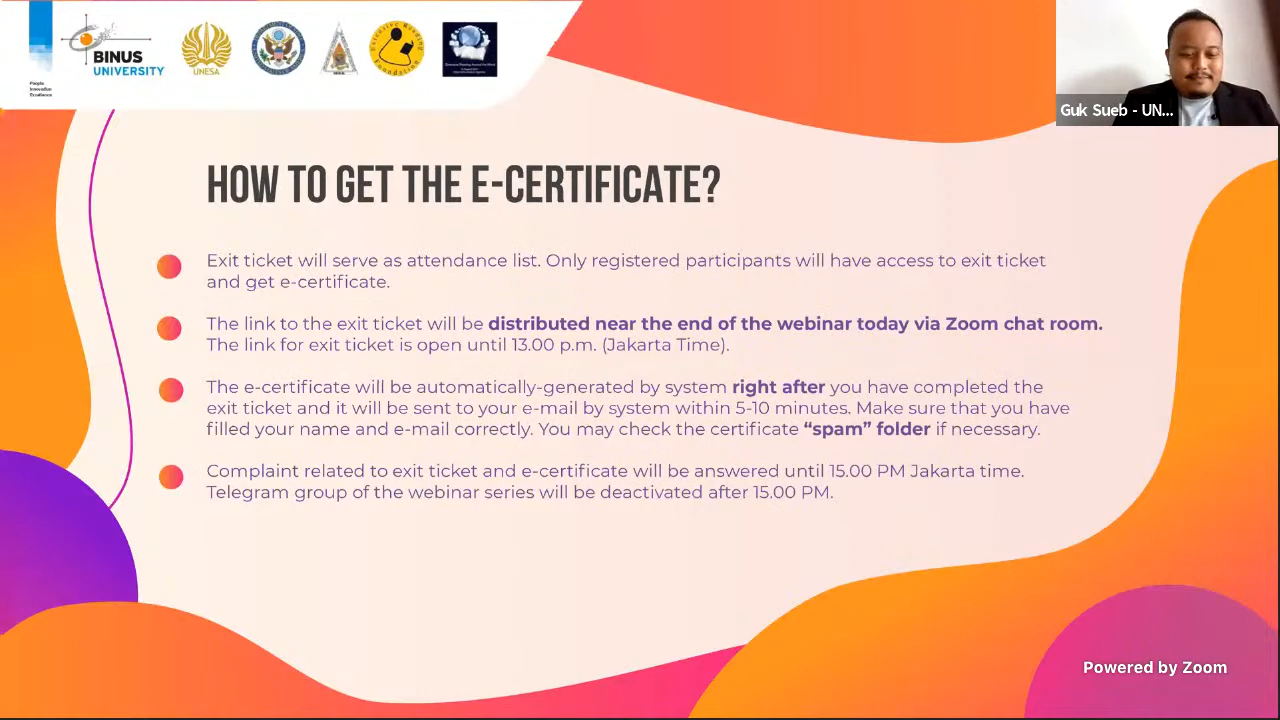 People
Innovation
Excellence
BINUS
UNIVERSITY
UNESA
Extensive Reading
Foundation
Guk Sueb - UN...
HOW TO GET THE E-CERTIFICATE?
Exit ticket will serve as attendance list. Only registered participants will have access to exit ticket
and get e-certificate.
The link to the exit ticket will be distributed near the end of the webinar today via Zoom chat room.
The link for exit ticket is open until 13.00 p.m. (Jakarta Time).
The e-certificate will be automatically-generated by system right after you have completed the
exit ticket and it will be sent to your e-mail by system within 5-10 minutes. Make sure that you have
filled your name and e-mail correctly. You may check the certificate “spam” folder if necessary.
Complaint related to exit ticket and e-certificate will be answered until 15.00 PM Jakarta time.
Telegram group of the webinar series will be deactivated after 15.00 PM.
Powered by Zoom